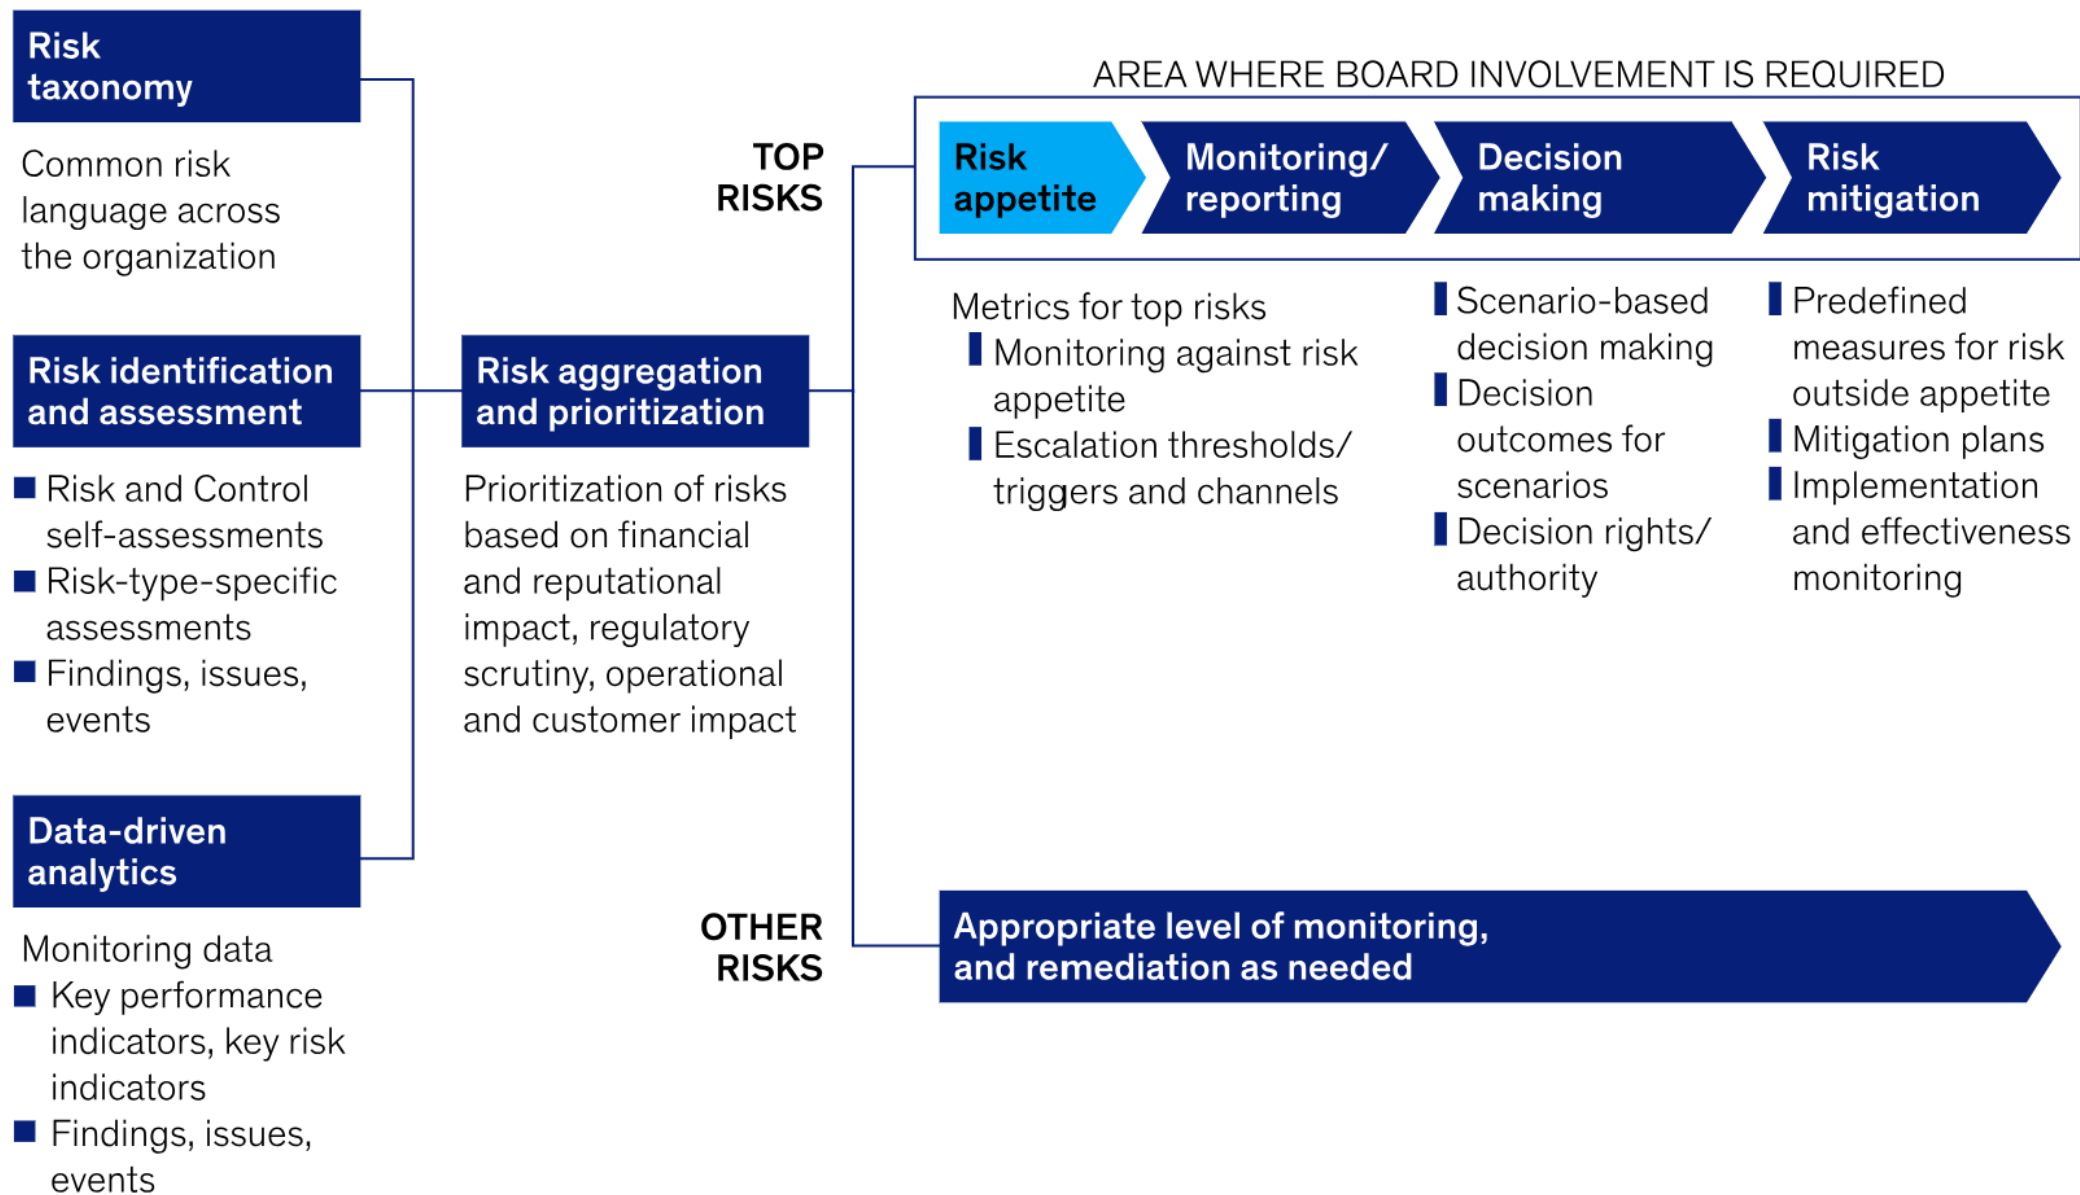 Risk
taxonomy
Common risk
language across
the organization
Risk identification
and assessment
Risk and Control
self-assessments
Risk-type-specific
assessments
Findings, issues,
events
Data-driven
analytics
Monitoring data
Key performance
indicators, key risk
indicators
Findings, issues,
events
Risk aggregation
and prioritization
Prioritization of risks
based on financial
and reputational
impact, regulatory
scrutiny, operational
and customer impact
TOP
RISKS
AREA WHERE BOARD INVOLVEMENT IS REQUIRED
Risk
appetite
Monitoring/
reporting
Decision
making
Risk
mitigation
Metrics for top risks
Monitoring against risk
appetite
Escalation thresholds/
triggers and channels
Scenario-based
decision making
Decision
outcomes for
scenarios
Decision rights/
authority
Predefined
measures for risk
outside appetite
Mitigation plans
Implementation
and effectiveness
monitoring
OTHER
RISKS
Appropriate level of monitoring,
and remediation as needed